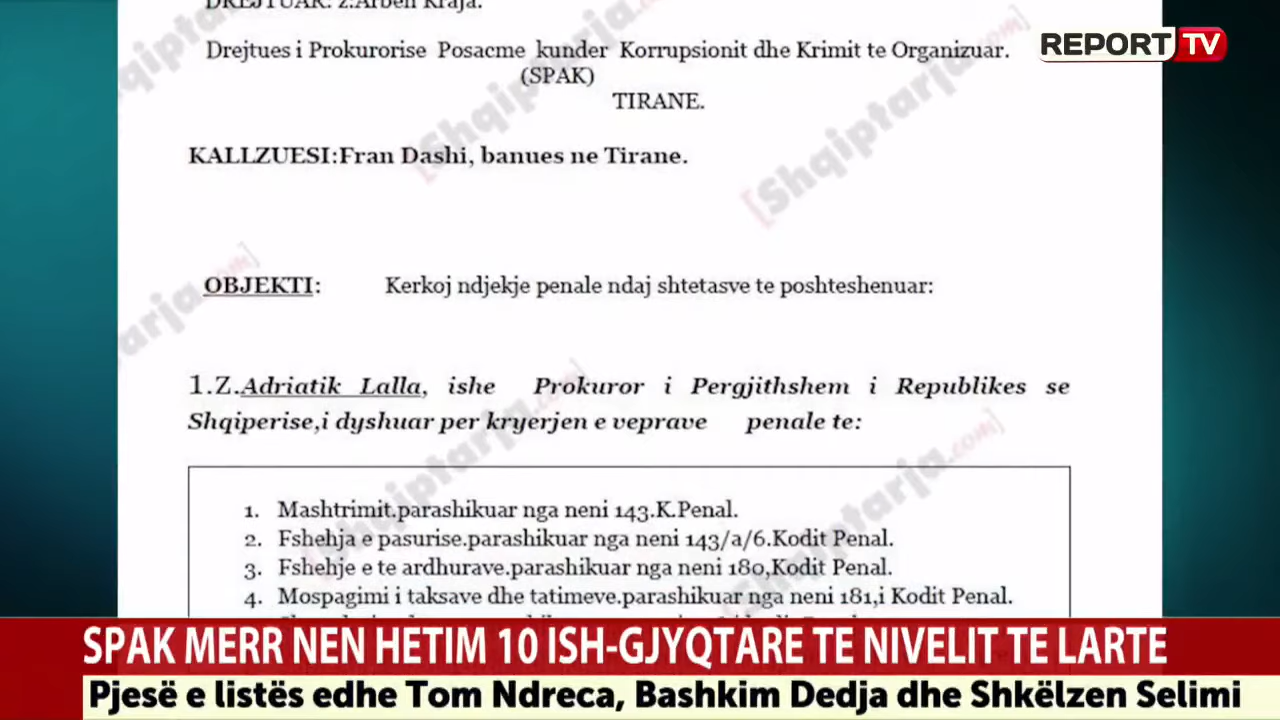 DREJTUAR: z.Arben Kraja.
REPORT TV
Drejtues i Prokurorise Posacme kunder Korrupsionit dhe Krimit te Organizuar.
(SPAK)
TIRANE.
KALLZUESI:Fran Dashi, banues ne Tirane.
OBJEKTI: Kerkoj ndjekje penale ndaj shtetasve te poshteshenuar:
1.Z.Adriatik Lalla, ishe Prokuror i Pergjithshem i Republikes se
Shqiperise,i dyshuar per kryerjen e veprave penale te:
1. Mashtrimit.parashikuar nga neni 143.K.Penal.
2. Fshehja e pasurise.parashikuar nga neni 143/a/6.Kodit Penal.
3. Fshehje e te ardhurave.parashikuar nga neni 180,Kodit Penal.
4. Mospagimi i taksave dhe tatimeve.parashikuar nga neni 181,i Kodit Penal.
[Shqiptarja.com]
SPAK MERR NEN HETIM 10 ISH-GJYQTARE TE NIVELIT TE LARTE
Pjesë e listës edhe Tom Ndreca, Bashkim Dedja dhe Shkëlzen Selimi